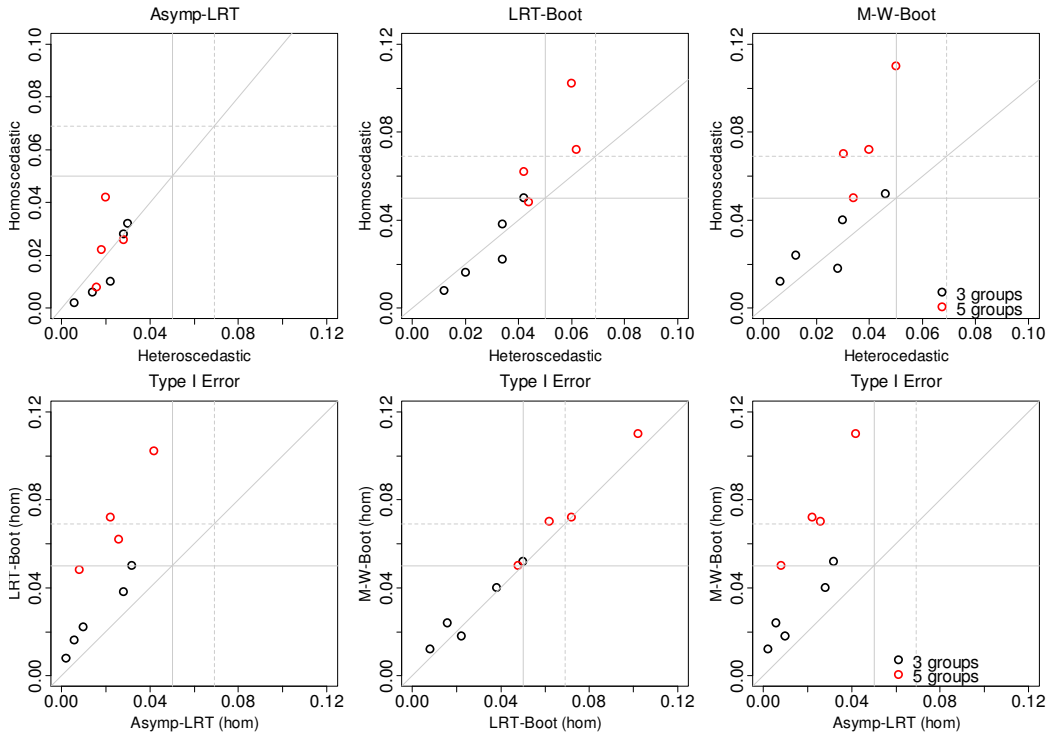 Asymp-LRT
LRT-Boot
M-W-Boot
Homoscedastic
0.00 0.02 0.04 0.06 0.08 0.10
0.00 0.04 0.08 0.12
Heteroscedastic
Homoscedastic
0.00 0.04 0.08 0.12
0.00 0.02 0.04 0.06 0.08 0.10
Heteroscedastic
Homoscedastic
0.00 0.04 0.08 0.12
3 groups
5 groups
0.00 0.02 0.04 0.06 0.08 0.10
Heterocedastic
Type I Error
Type I Error
Type I Error
LRT-Boot (hom)
0.00 0.04 0.08 0.12
0.00 0.04 0.08 0.12
Asymp-LRT (hom)
M-W-Boot (hom)
0.00 0.04 0.08 0.12
0.00 0.04 0.08 0.12
LRT-Boot (hom)
M-W-Boot (hom)
0.00 0.04 0.08 0.12
3 groups
5 groups
0.00 0.04 0.08 0.12
Asymp-LRT (hom)